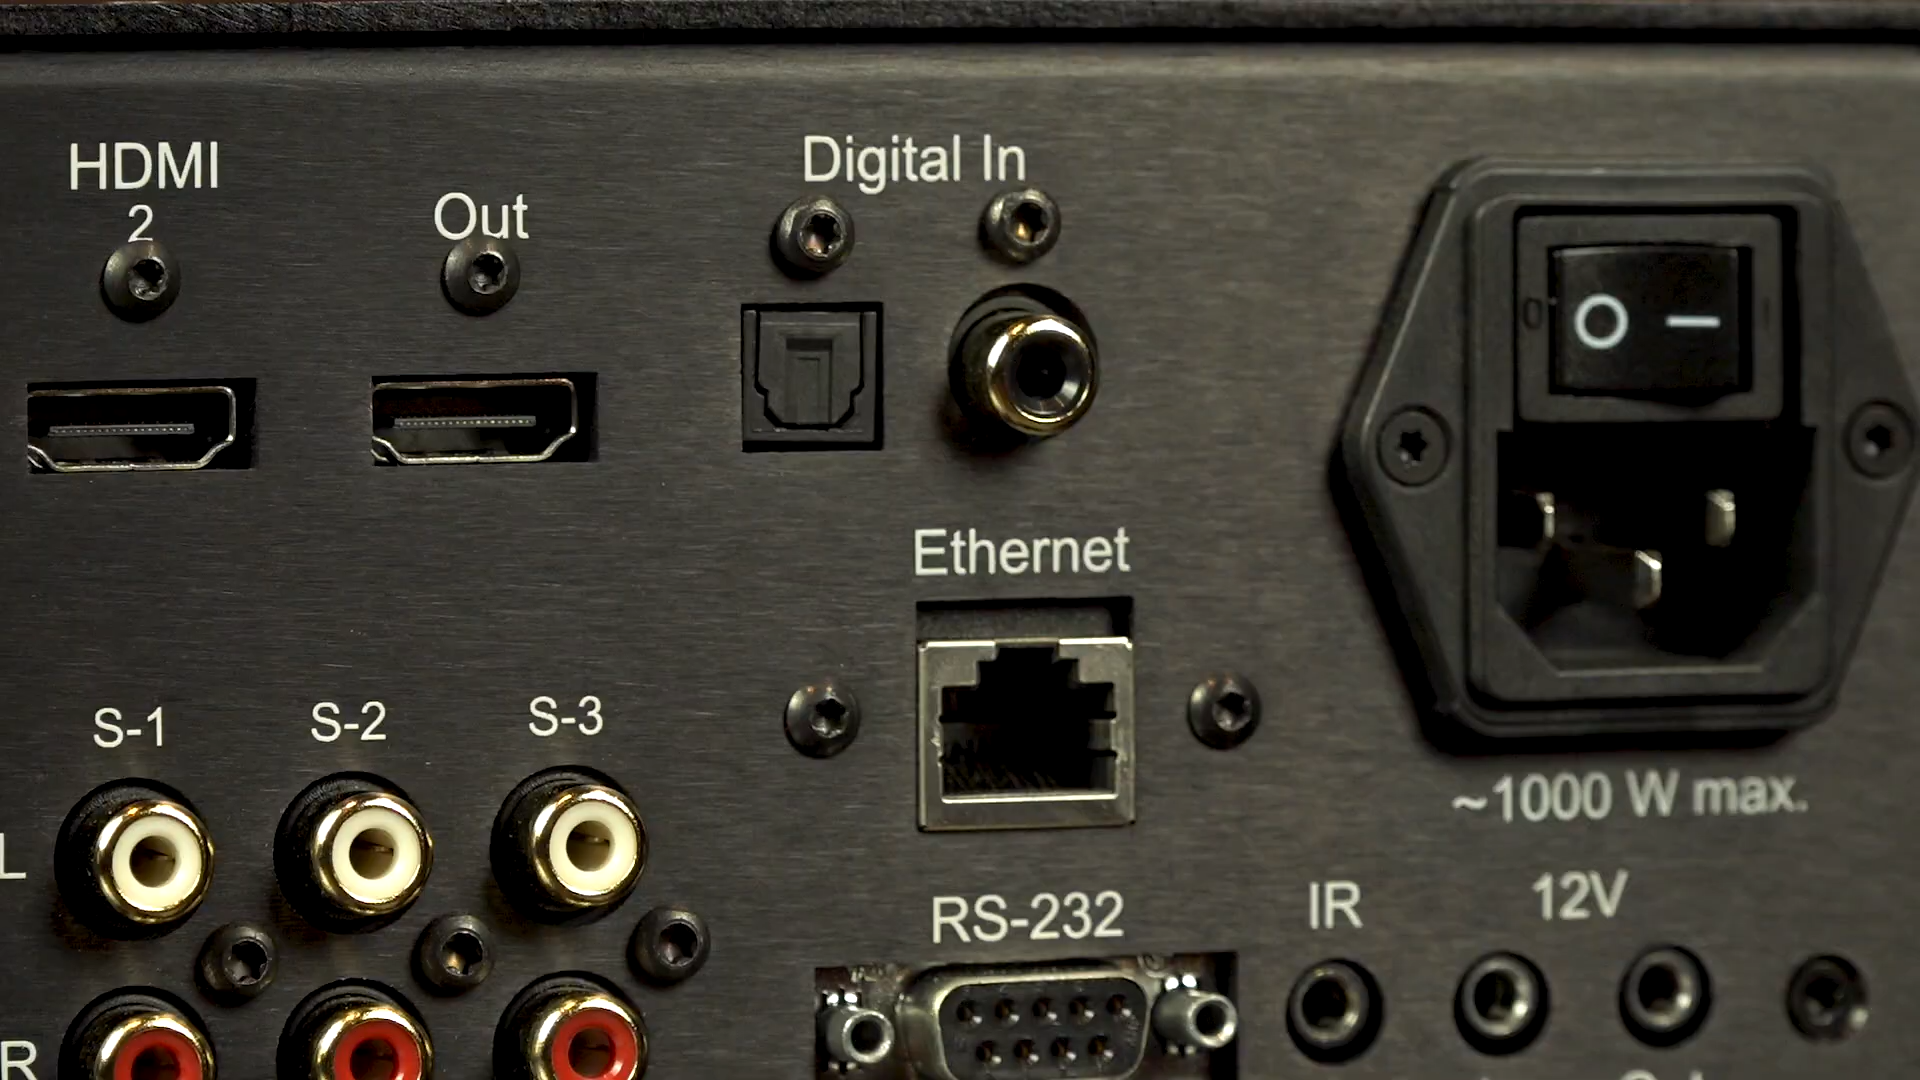 HDMI
2
Out
Digital In
O —
Ethernet
S-1
S-2
S-3
~1000 W max.
L
RS-232
IR
12V
R